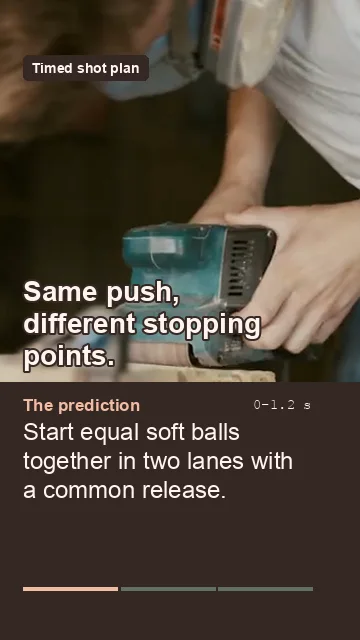 Timed shot plan
Same push,
different stopping
points.
The prediction
0–1.2 s
Start equal soft balls
together in two lanes with
a common release.